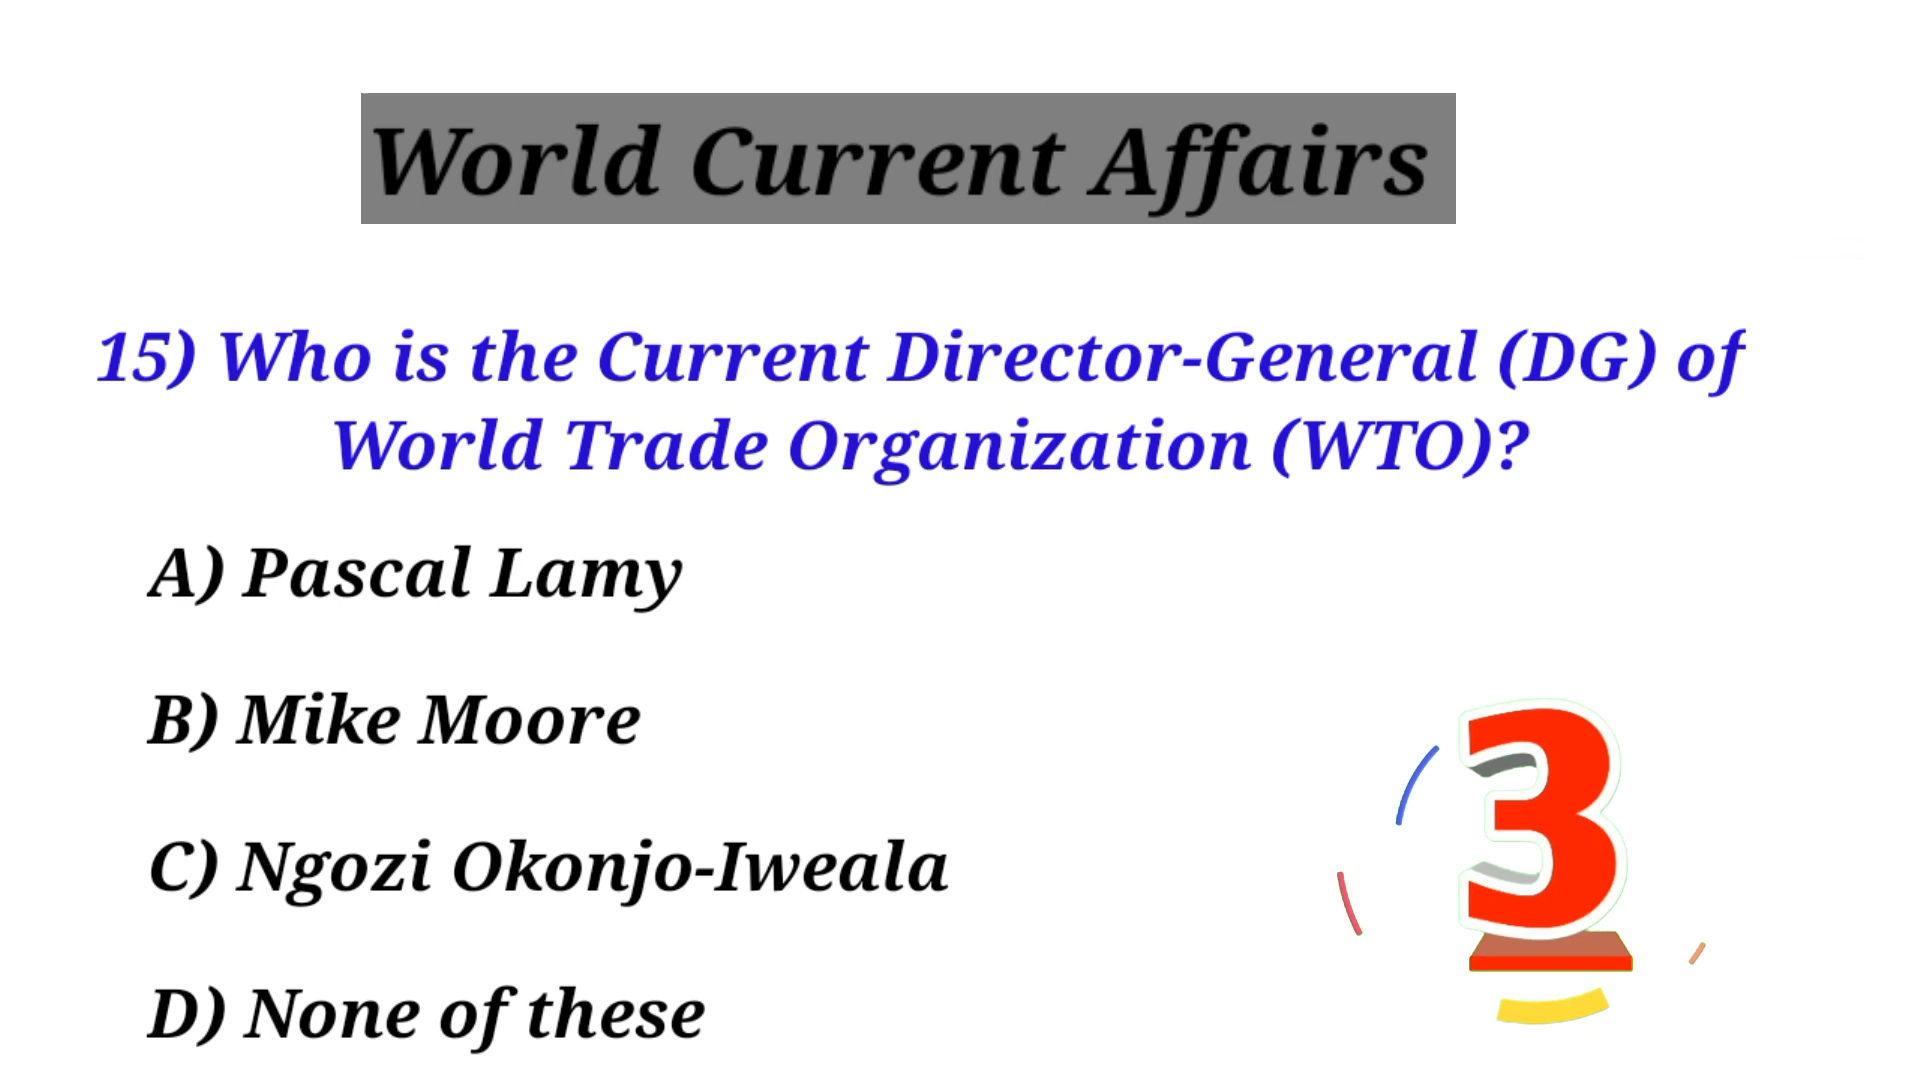 World Current Affairs
15) Who is the Current Director-General (DG) of
World Trade Organization (WTO)?
A) Pascal Lamy
B) Mike Moore
C) Ngozi Okonjo-Iweala
3
D) None of these